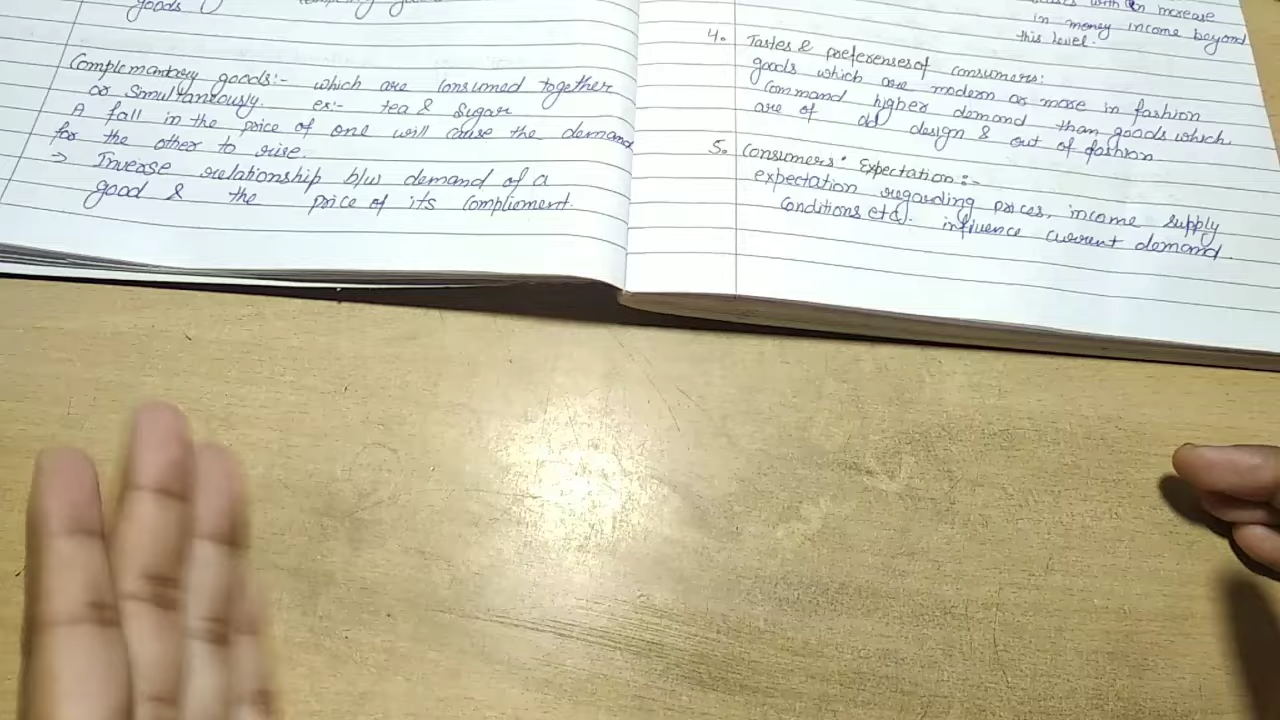 goods
Complemantrey goods:- which are consumed together
or Simultaneously. ex:- tea & Sugar
A fall in the price of one will cause the demand
for the other to rise.
→ Inverse relationship b/w demand of a
good & the price of its compliement.
with an increase
in money income beyond
this level.
4. Tastes & preferenses of consumers:
goods which are modern or more in fashion
Command higher demand than goods which
are of old design & out of fashion
5. Consumers' Expectation:-
expectation regarding prices, income supply
Conditions etc). influence current demand.